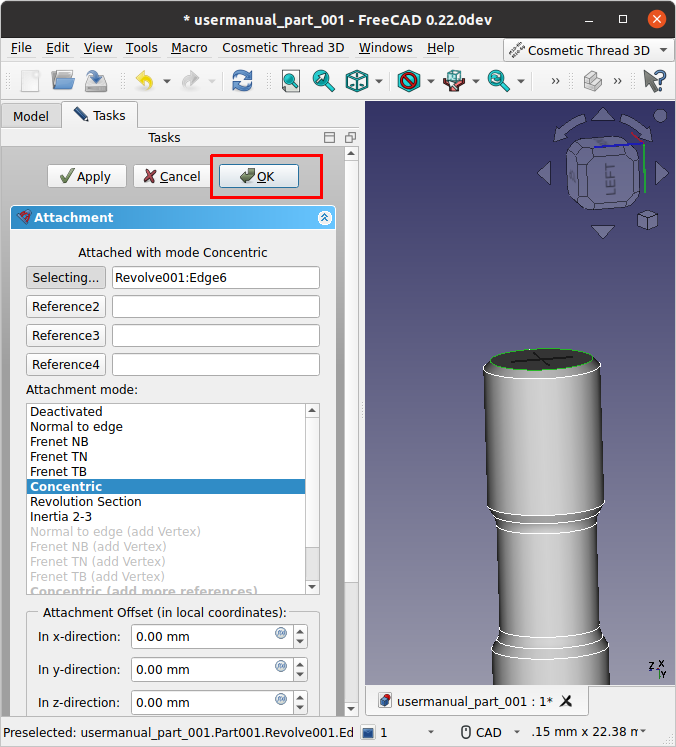 * usermanual_part_001 - FreeCAD 0.22.0dev
File Edit View Tools Macro Cosmetic Thread 3D Windows Help Cosmetic Thread 3D
Model Tasks
Tasks
Apply Cancel OK
Attachment
Attached with mode Concentric
Selecting... Revolve001:Edge6
Reference2
Reference3
Reference4
Attachment mode:
Deactivated
Normal to edge
Frenet NB
Frenet TN
Frenet TB
Concentric
Revolution Section
Inertia 2-3
Normal to edge (add Vertex)
Frenet NB (add Vertex)
Frenet TN (add Vertex)
Frenet TB (add Vertex)
Concentric (add more references)
Attachment Offset (in local coordinates):
In x-direction: 0.00 mm
In y-direction: 0.00 mm
In z-direction: 0.00 mm
LEFT
Z X
Y
usermanual_part_001 : 1*
Preselected: usermanual_part_001.Part001.Revolve001.Ed 1 CAD .15 mm x 22.38 m